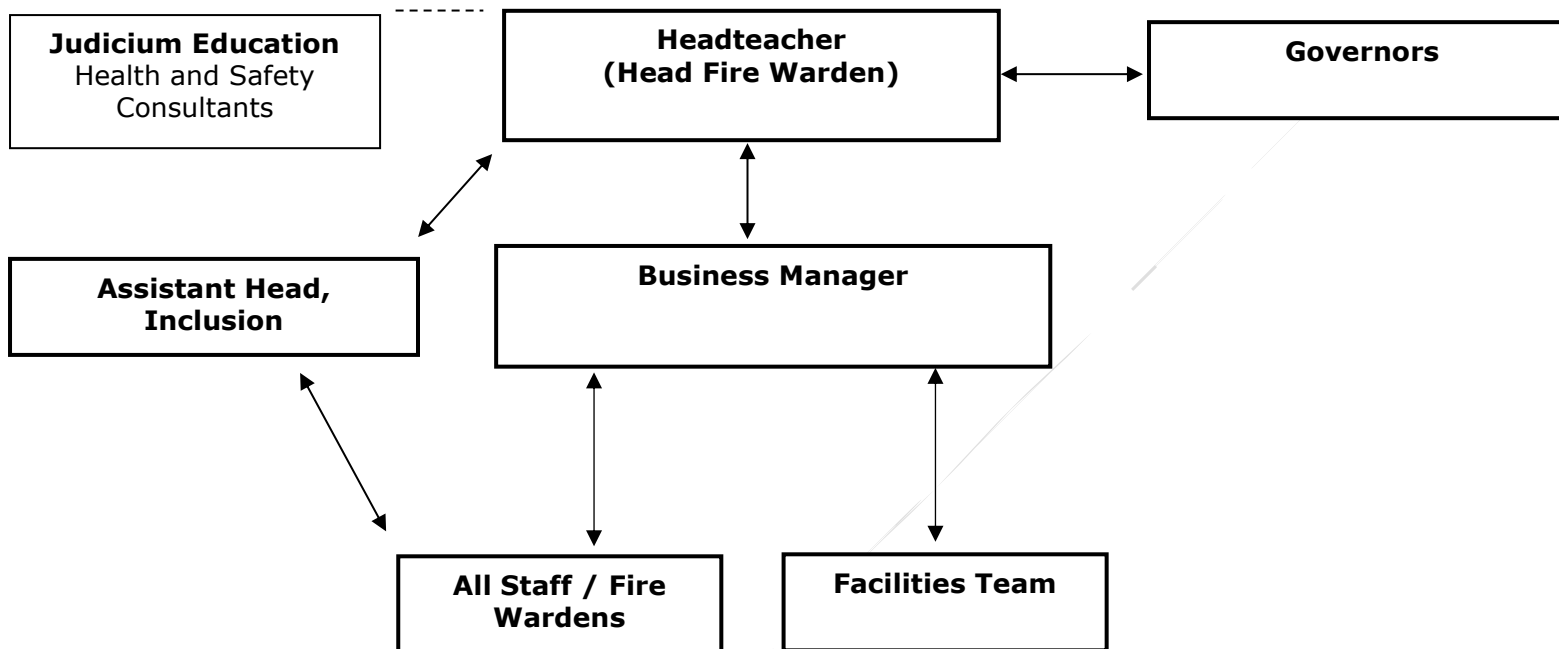 Judicium Education
Health and Safety
Consultants
Headteacher
(Head Fire Warden)
Governors
Assistant Head,
Inclusion
Business Manager
All Staff / Fire
Wardens
Facilities Team